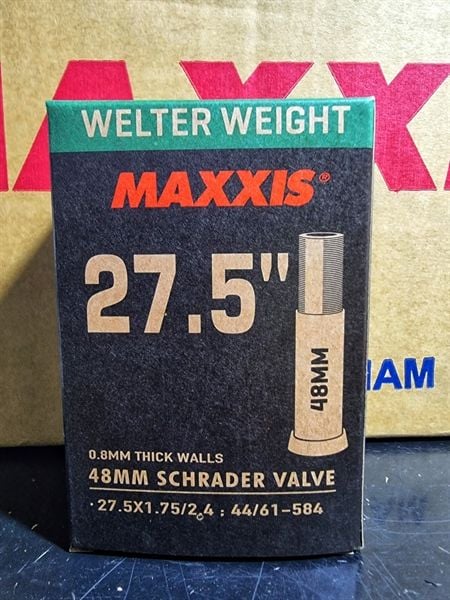 MAXX
WELTER WEIGHT
MAXXIS®
27.5"
48MM
0.8MM THICK WALLS
48MM SCHRADER VALVE
· 27.5X1.75/2.4 : 44/61-584